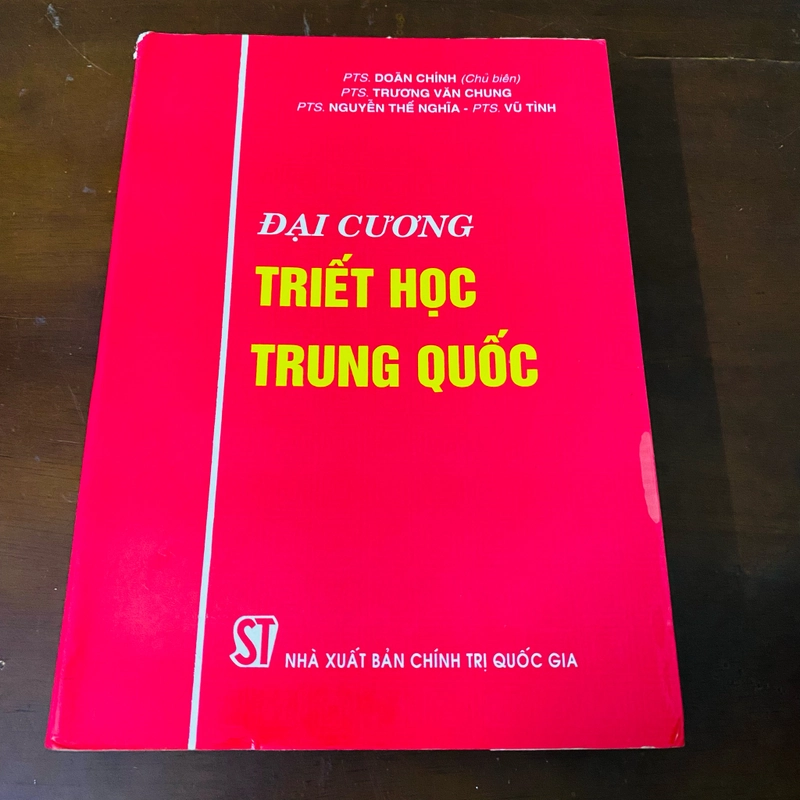 PTS. DOÃN CHÍNH (Chủ biên)
PTS. TRƯƠNG VĂN CHUNG
PTS. NGUYỄN THẾ NGHĨA - PTS. VŨ TÌNH
ĐẠI CƯƠNG
TRIẾT HỌC
TRUNG QUỐC
ST
NHÀ XUẤT BẢN CHÍNH TRỊ QUỐC GIA